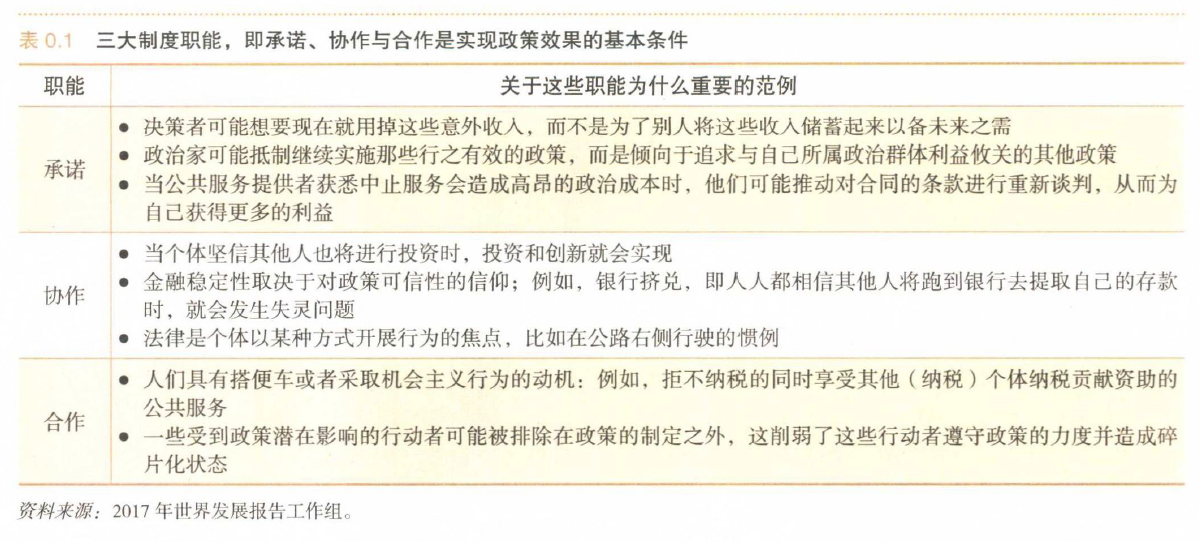 表 0.1 三大制度职能，即承诺、协作与合作是实现政策效果的基本条件
职能 关于这些职能为什么重要的范例
承诺
● 决策者可能想要现在就用掉这些意外收入，而不是为了别人将这些收入储蓄起来以备未来之需
● 政治家可能抵制继续实施那些行之有效的政策，而是倾向于追求与自己所属政治群体利益攸关的其他政策
● 当公共服务提供者获悉中止服务会造成高昂的政治成本时，他们可能推动对合同的条款进行重新谈判，从而为
自己获得更多的利益
协作
● 当个体坚信其他人也将进行投资时，投资和创新就会实现
● 金融稳定性取决于对政策可信性的信仰；例如，银行挤兑，即人人都相信其他人将跑到银行去提取自己的存款
时，就会发生失灵问题
● 法律是个体以某种方式开展行为的焦点，比如在公路右侧行驶的惯例
合作
● 人们具有搭便车或者采取机会主义行为的动机：例如，拒不纳税的同时享受其他（纳税）个体纳税贡献资助的
公共服务
● 一些受到政策潜在影响的行动者可能被排除在政策的制定之外，这削弱了这些行动者遵守政策的力度并造成碎
片化状态
资料来源：2017 年世界发展报告工作组。